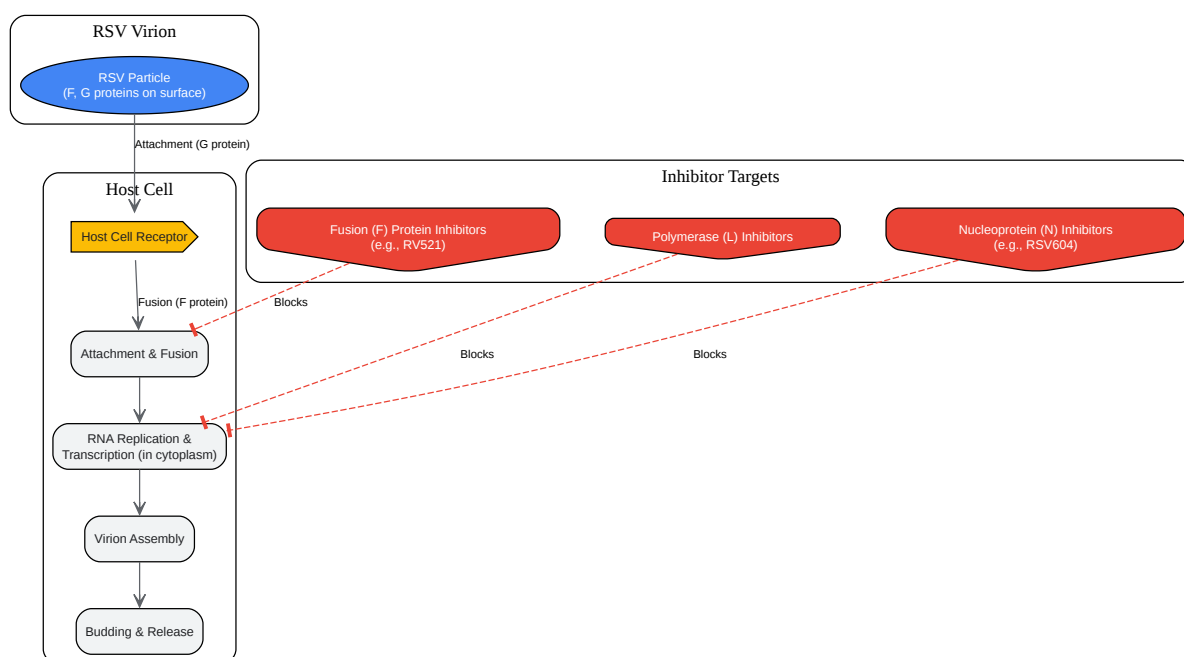 RSV Virion
RSV Particle
(F, G proteins on surface)
Attachment (G protein)
Host Cell
Inhibitor Targets
Host Cell Receptor
Fusion (F) Protein Inhibitors
(e.g., RV521)
Polymerase (L) Inhibitors
Nucleoprotein (N) Inhibitors
(e.g., RSV604)
Fusion (F protein)
Blocks
Attachment & Fusion
Blocks
Blocks
RNA Replication &
Transcription (in cytoplasm)
Virion Assembly
Budding & Release